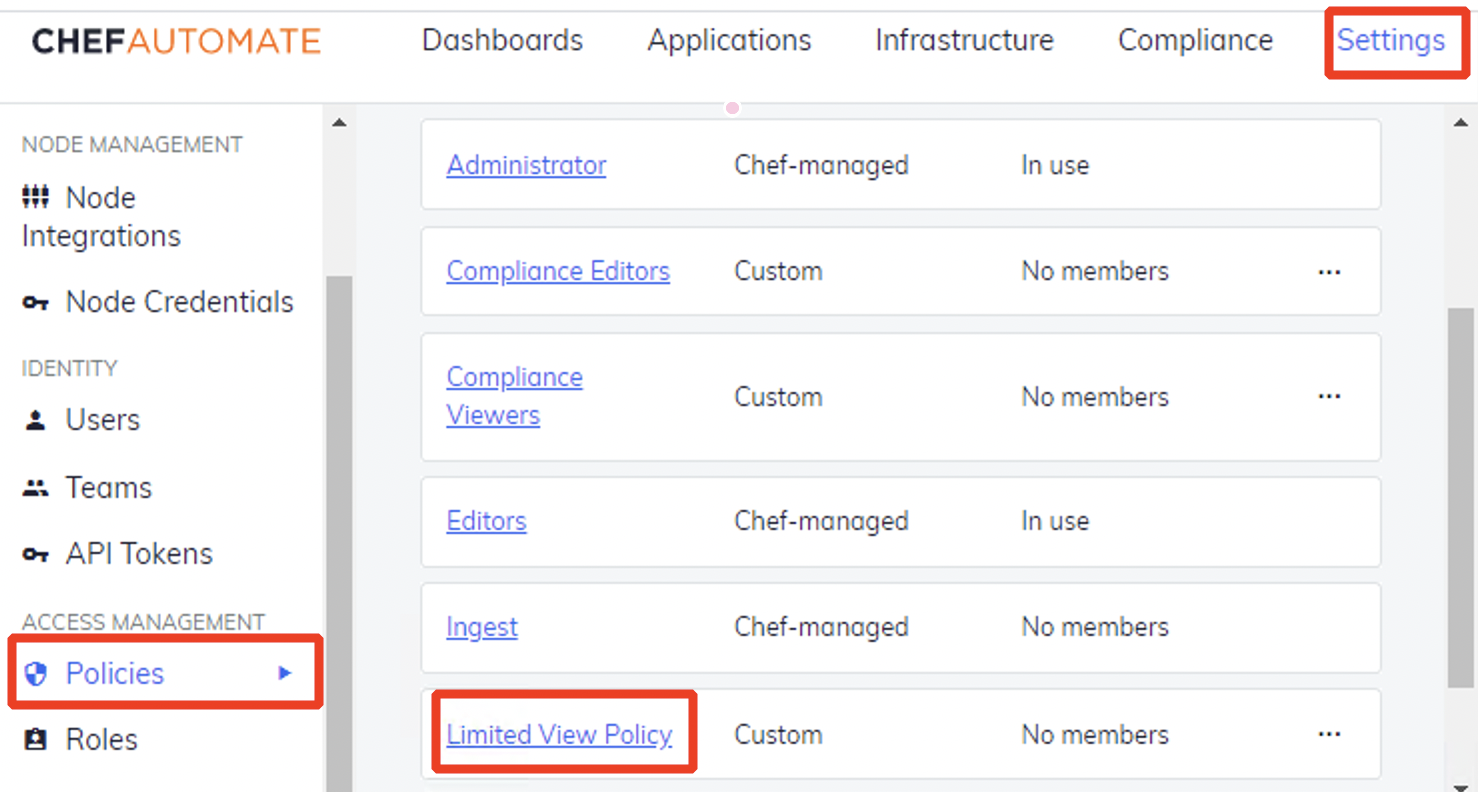 CHEFAUTOMATE Dashboards Applications Infrastructure Compliance Settings
NODE MANAGEMENT
Node
Integrations
Node Credentials
IDENTITY
Users
Teams
API Tokens
ACCESS MANAGEMENT
Policies
Roles
Administrator Chef-managed In use
Compliance Editors Custom No members ...
Compliance
Viewers Custom No members ...
Editors Chef-managed In use
Ingest Chef-managed No members
Limited View Policy Custom No members ...